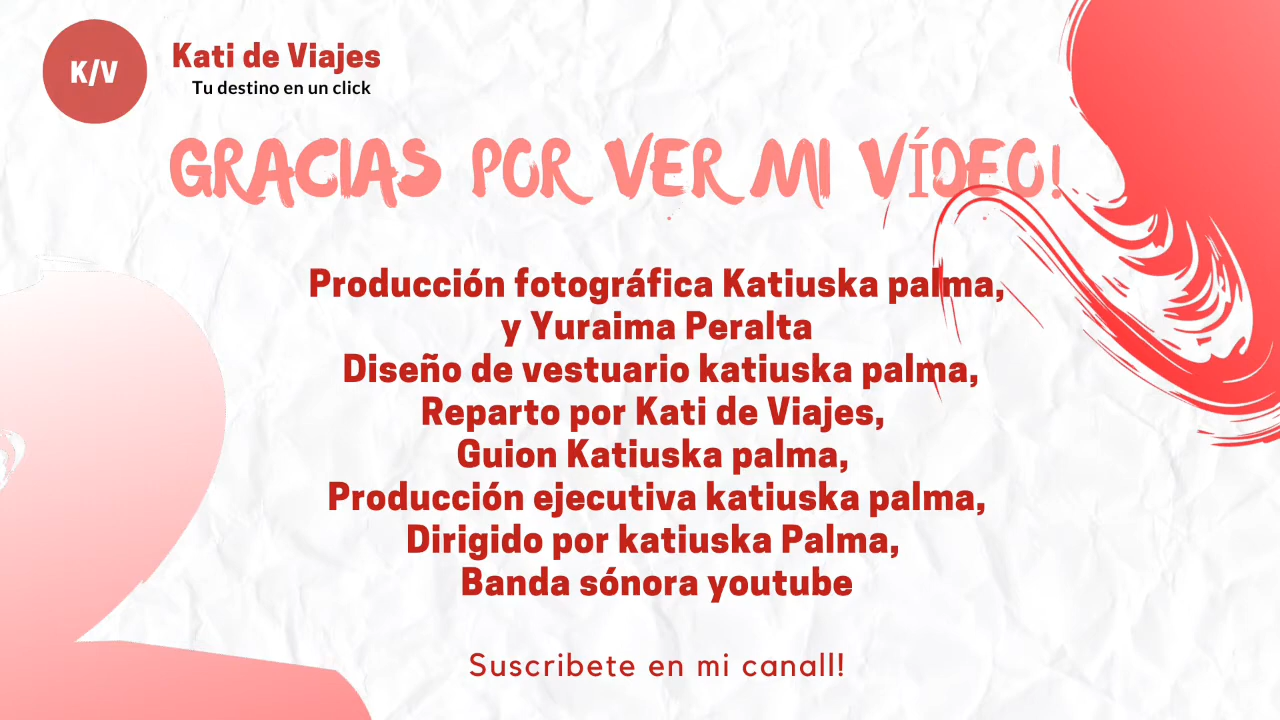 K/V
Kati de Viajes
Tu destino en un click
GRACIAS POR VER MI VÍDEO!
Producción fotográfica Katiuska palma,
y Yuraima Peralta
Diseño de vestuario katiuska palma,
Reparto por Kati de Viajes,
Guion Katiuska palma,
Producción ejecutiva katiuska palma,
Dirigido por katiuska Palma,
Banda sónora youtube
Suscribete en mi canall!